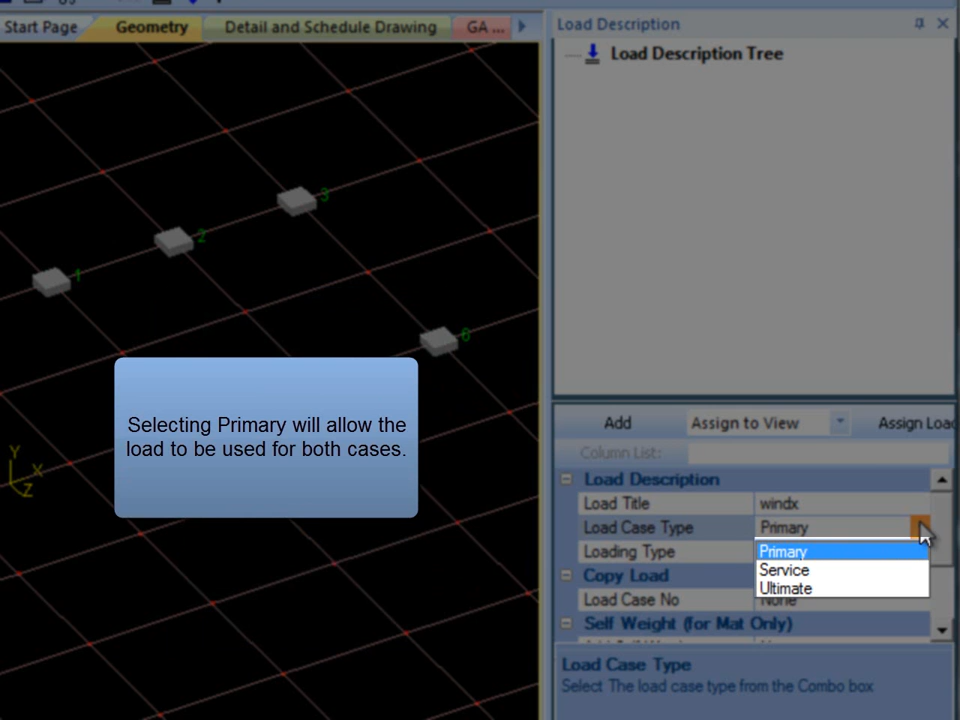 Start Page Geometry Detail and Schedule Drawing GA ...
Load Description
Load Description Tree
3
2
1
6
Selecting Primary will allow the
load to be used for both cases.
Y
X
Z
Add Assign to View Assign Load
Column List:
Load Description
Load Title windx
Load Case Type Primary
Loading Type Primary
Service
Copy Load
Ultimate
Load Case No None
Self Weight (for Mat Only)
Load Case Type
Select The load case type from the Combo box